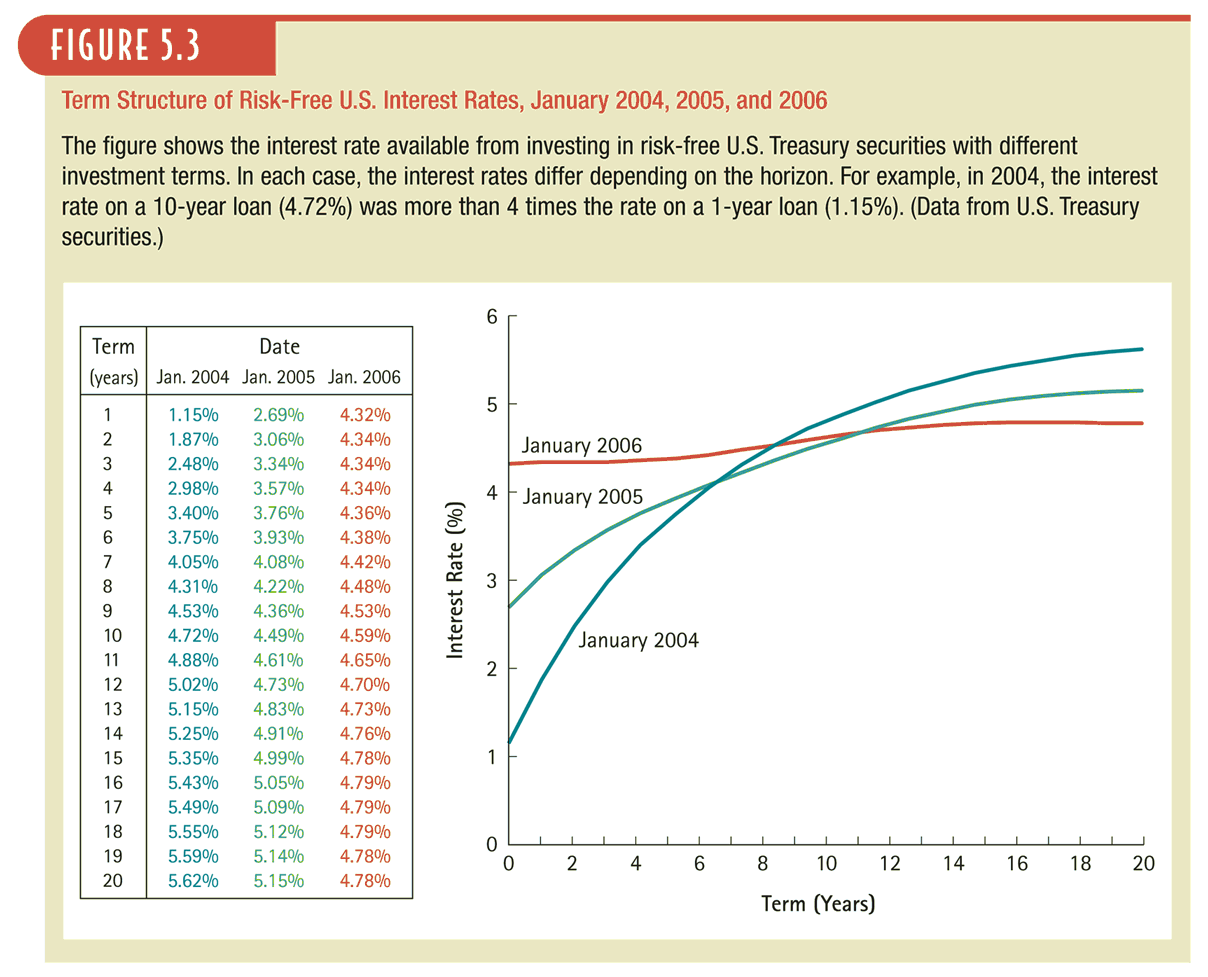 FIGURE 5.3
Term Structure of Risk-Free U.S. Interest Rates, January 2004, 2005, and 2006
The figure shows the interest rate available from investing in risk-free U.S. Treasury securities with different
investment terms. In each case, the interest rates differ depending on the horizon. For example, in 2004, the interest
rate on a 10-year loan (4.72%) was more than 4 times the rate on a 1-year loan (1.15%). (Data from U.S. Treasury
securities.)
Term Date
(years) Jan. 2004 Jan. 2005 Jan. 2006
1 1.15% 2.69% 4.32%
2 1.87% 3.06% 4.34%
3 2.48% 3.34% 4.34%
4 2.98% 3.57% 4.34%
5 3.40% 3.76% 4.36%
6 3.75% 3.93% 4.38%
7 4.05% 4.08% 4.42%
8 4.31% 4.22% 4.48%
9 4.53% 4.36% 4.53%
10 4.72% 4.49% 4.59%
11 4.88% 4.61% 4.65%
12 5.02% 4.73% 4.70%
13 5.15% 4.83% 4.73%
14 5.25% 4.91% 4.76%
15 5.35% 4.99% 4.78%
16 5.43% 5.05% 4.79%
17 5.49% 5.09% 4.79%
18 5.55% 5.12% 4.79%
19 5.59% 5.14% 4.78%
20 5.62% 5.15% 4.78%
Interest Rate (%)
6
5
4
3
2
1
0
January 2006
January 2005
January 2004
0 2 4 6 8 10 12 14 16 18 20
Term (Years)